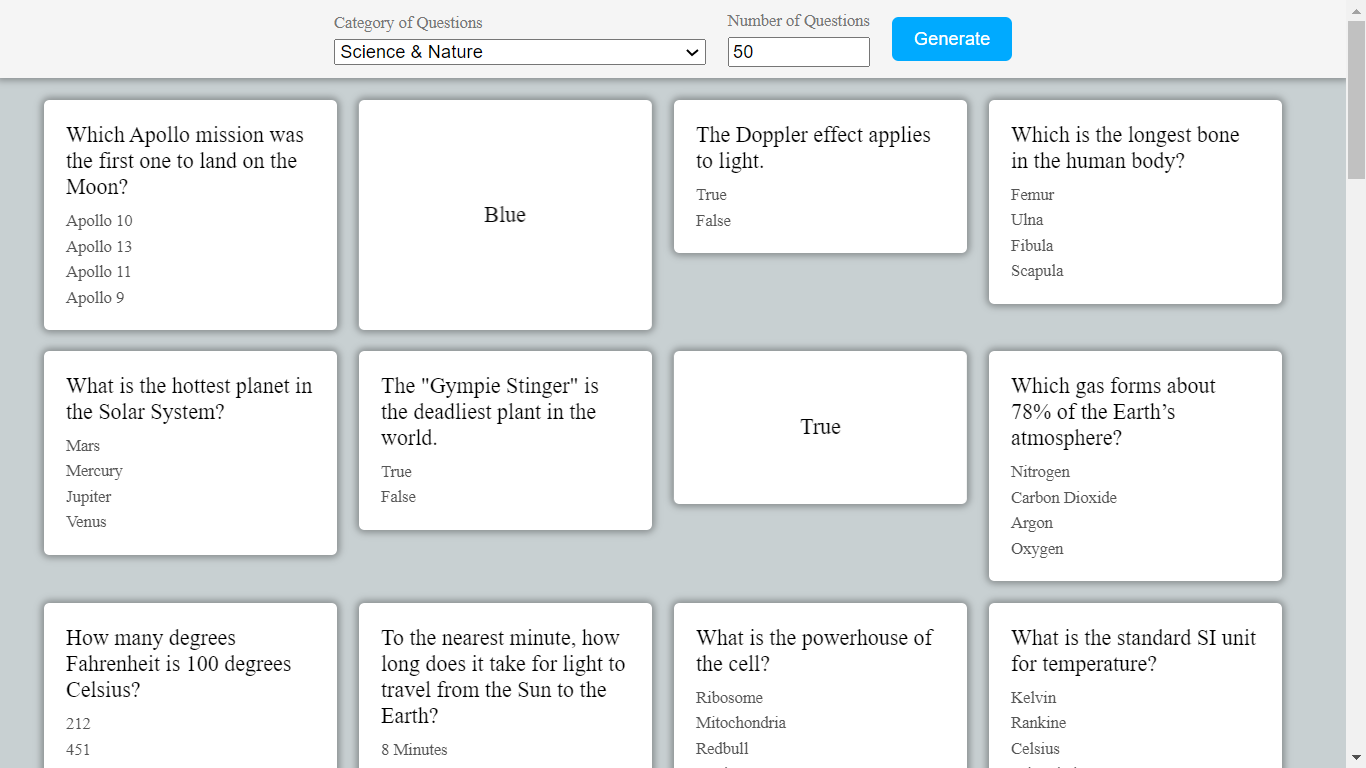 Category of Questions
Science & Nature
Number of Questions
50
Generate
Which Apollo mission was
the first one to land on the
Moon?
Apollo 10
Apollo 13
Apollo 11
Apollo 9
Blue
The Doppler effect applies
to light.
True
False
Which is the longest bone
in the human body?
Femur
Ulna
Fibula
Scapula
What is the hottest planet in
the Solar System?
Mars
Mercury
Jupiter
Venus
The "Gympie Stinger" is
the deadliest plant in the
world.
True
False
True
Which gas forms about
78% of the Earth’s
atmosphere?
Nitrogen
Carbon Dioxide
Argon
Oxygen
How many degrees
Fahrenheit is 100 degrees
Celsius?
212
451
To the nearest minute, how
long does it take for light to
travel from the Sun to the
Earth?
8 Minutes
What is the powerhouse of
the cell?
Ribosome
Mitochondria
Redbull
What is the standard SI unit
for temperature?
Kelvin
Rankine
Celsius